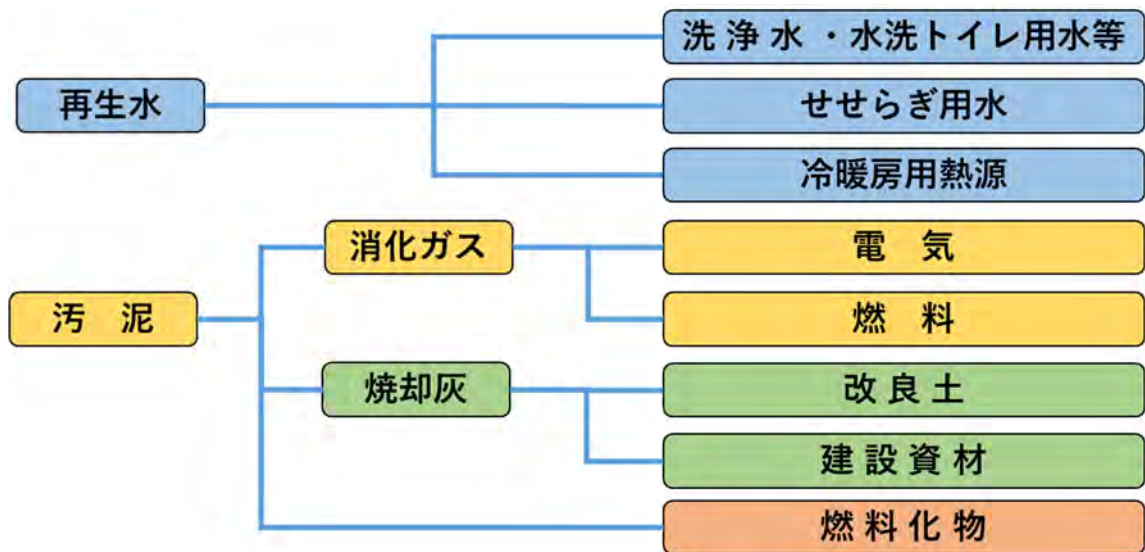 洗浄水・水洗トイレ用水等
再生水
せせらぎ用水
冷暖房用熱源
消化ガス
電気
汚泥
燃料
焼却灰
改良土
建設資材
燃料化物